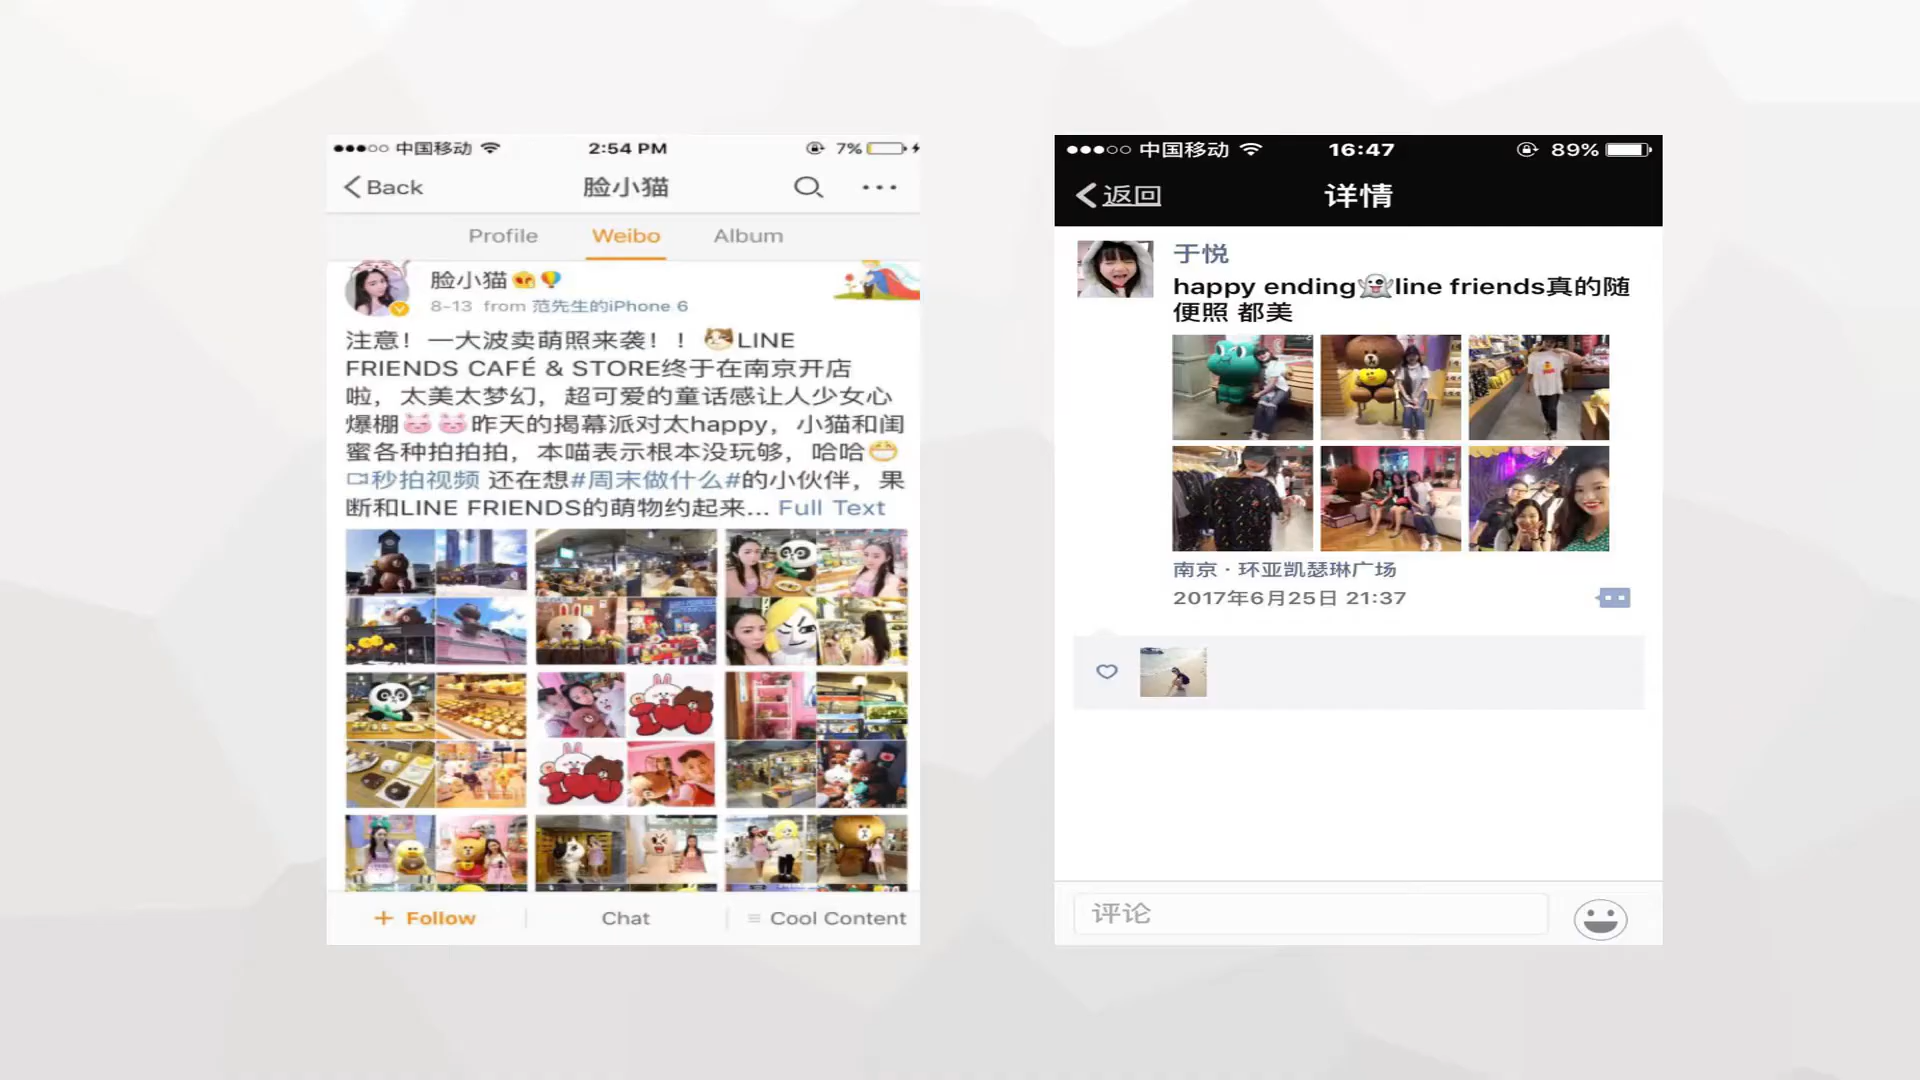 中国移动
2:54 PM
7%
Back
脸小猫
Profile
Weibo
Album
脸小猫
8-13 from 范先生的iPhone 6
注意！一大波卖萌照来袭！！LINE
FRIENDS CAFÉ & STORE终于在南京开店
啦，太美太梦幻，超可爱的童话感让人少女心
爆棚昨天的揭幕派对太happy，小猫和闺
蜜各种拍拍拍，本喵表示根本没玩够，哈哈
秒拍视频 还在想#周末做什么#的小伙伴，果
断和LINE FRIENDS的萌物约起来... Full Text
+ Follow
Chat
Cool Content
中国移动
16:47
89%
返回
详情
于悦
happy ending👻line friends真的随
便照 都美
南京 · 环亚凯瑟琳广场
2017年6月25日 21:37
评论